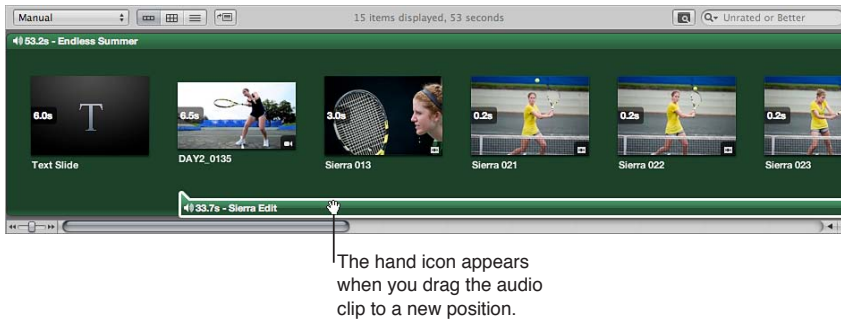 Manual
15 items displayed, 53 seconds
Unrated or Better
53.2s - Endless Summer
6.0s
T
6.5s
3.0s
0.2s
0.2s
0.2s
Text Slide
DAY2_0135
Sierra 013
Sierra 021
Sierra 022
Sierra 023
33.7s - Sierra Edit
The hand icon appears
when you drag the audio
clip to a new position.